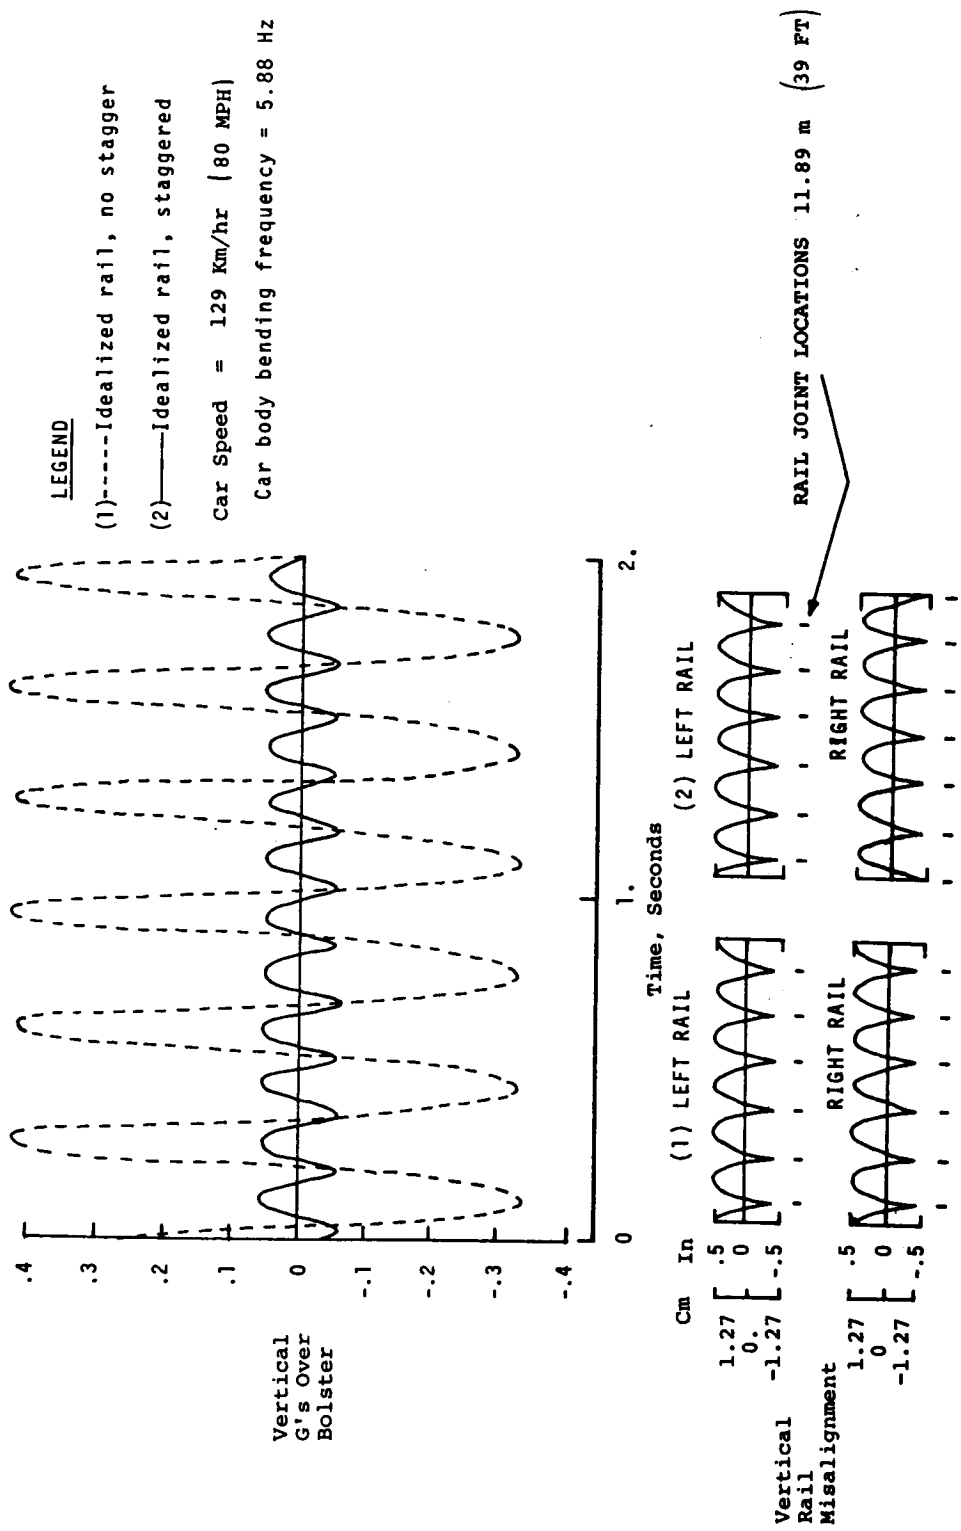 LEGEND
(1)-----Idealized rail, no stagger
(2)———Idealized rail, staggered
Car Speed = 129 Km/hr (80 MPH)
Car body bending frequency = 5.88 Hz
.4
.3
.2
.1
0
-.1
-.2
-.3
-.4
Vertical
G's Over
Bolster
0
1.
2.
Time, Seconds
Cm In
(1) LEFT RAIL
(2) LEFT RAIL
1.27 .5
0. 0
-1.27 -.5
RIGHT RAIL
RIGHT RAIL
1.27 .5
0 0
-1.27 -.5
Vertical
Rail
Misalignment
RAIL JOINT LOCATIONS 11.89 m (39 FT)